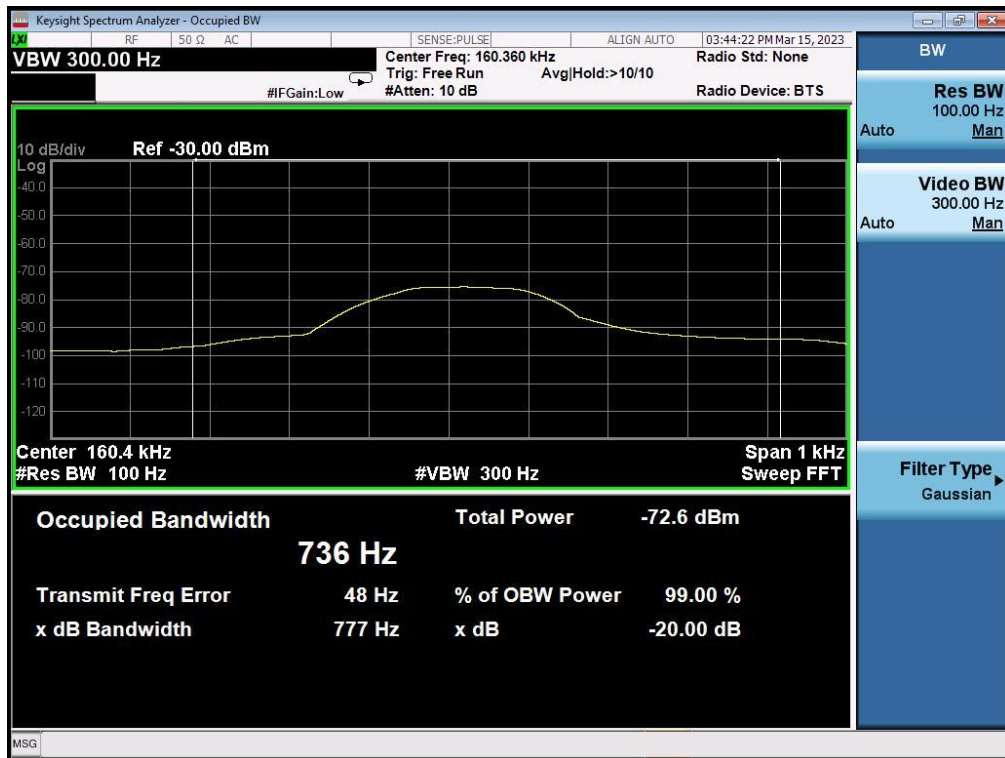 Keysight Spectrum Analyzer - Occupied BW
LXI RF 50 Ω AC SENSE:PULSE ALIGN AUTO 03:44:22 PM Mar 15, 2023
VBW 300.00 Hz
Center Freq: 160.360 kHz Radio Std: None
Trig: Free Run Avg|Hold:>10/10
#IFGain:Low #Atten: 10 dB Radio Device: BTS
10 dB/div Ref -30.00 dBm
Log
-40.0
-50.0
-60.0
-70.0
-80.0
-90.0
-100
-110
-120
Center 160.4 kHz Span 1 kHz
#Res BW 100 Hz #VBW 300 Hz Sweep FFT
Occupied Bandwidth Total Power -72.6 dBm
736 Hz
Transmit Freq Error 48 Hz % of OBW Power 99.00 %
x dB Bandwidth 777 Hz x dB -20.00 dB
MSG
BW
Res BW
100.00 Hz
Auto Man
Video BW
300.00 Hz
Auto Man
Filter Type
Gaussian